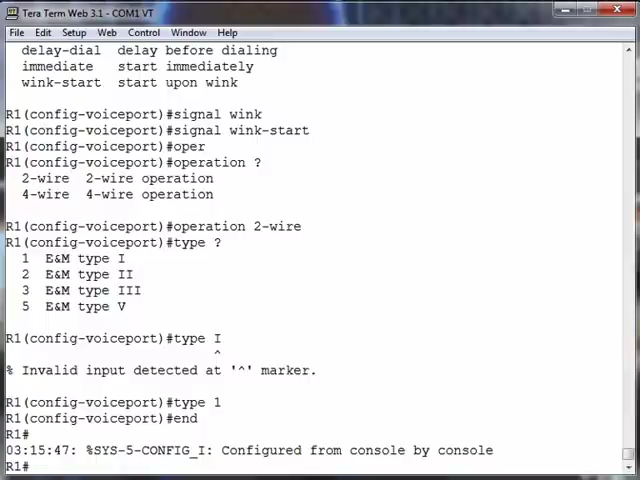 Tera Term Web 3.1 - COM1 VT
File Edit Setup Web Control Window Help
delay-dial  delay before dialing
immediate   start immediately
wink-start  start upon wink
R1(config-voiceport)#signal wink
R1(config-voiceport)#signal wink-start
R1(config-voiceport)#oper
R1(config-voiceport)#operation ?
2-wire  2-wire operation
4-wire  4-wire operation
R1(config-voiceport)#operation 2-wire
R1(config-voiceport)#type ?
1  E&M type I
2  E&M type II
3  E&M type III
5  E&M type V
R1(config-voiceport)#type I
^
% Invalid input detected at '^' marker.
R1(config-voiceport)#type 1
R1(config-voiceport)#end
R1#
03:15:47: %SYS-5-CONFIG_I: Configured from console by console
R1#